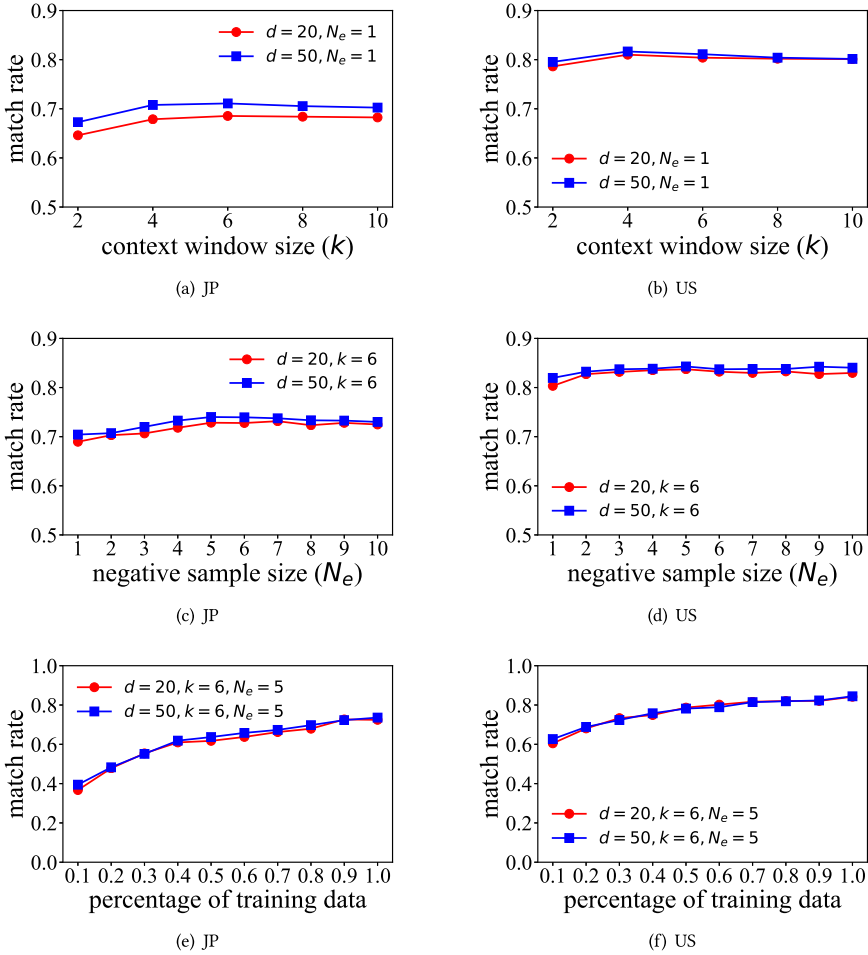 0.9
0.8
0.7
0.6
0.5
match rate
d = 20, N_e = 1
d = 50, N_e = 1
2 4 6 8 10
context window size (k)
(a) JP
0.9
0.8
0.7
0.6
0.5
match rate
d = 20, N_e = 1
d = 50, N_e = 1
2 4 6 8 10
context window size (k)
(b) US
0.9
0.8
0.7
0.6
0.5
match rate
d = 20, k = 6
d = 50, k = 6
1 2 3 4 5 6 7 8 9 10
negative sample size (N_e)
(c) JP
0.9
0.8
0.7
0.6
0.5
match rate
d = 20, k = 6
d = 50, k = 6
1 2 3 4 5 6 7 8 9 10
negative sample size (N_e)
(d) US
1.0
0.8
0.6
0.4
0.2
0.0
match rate
d = 20, k = 6, N_e = 5
d = 50, k = 6, N_e = 5
0.1 0.2 0.3 0.4 0.5 0.6 0.7 0.8 0.9 1.0
percentage of training data
(e) JP
1.0
0.8
0.6
0.4
0.2
0.0
match rate
d = 20, k = 6, N_e = 5
d = 50, k = 6, N_e = 5
0.1 0.2 0.3 0.4 0.5 0.6 0.7 0.8 0.9 1.0
percentage of training data
(f) US